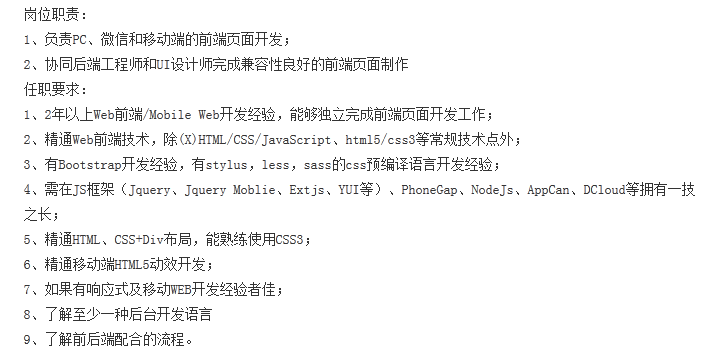 岗位职责：
1、负责PC、微信和移动端的前端页面开发；
2、协同后端工程师和UI设计师完成兼容性良好的前端页面制作
任职要求：
1、2年以上Web前端/Mobile Web开发经验，能够独立完成前端页面开发工作；
2、精通Web前端技术，除(X)HTML/CSS/JavaScript、html5/css3等常规技术点外；
3、有Bootstrap开发经验，有stylus，less，sass的css预编译语言开发经验；
4、需在JS框架（Jquery、Jquery Moblie、Extjs、YUI等）、PhoneGap、NodeJs、AppCan、DCloud等拥有一技
之长；
5、精通HTML、CSS+Div布局，能熟练使用CSS3；
6、精通移动端HTML5动效开发；
7、如果有响应式及移动WEB开发经验者佳；
8、了解至少一种后台开发语言
9、了解前后端配合的流程。